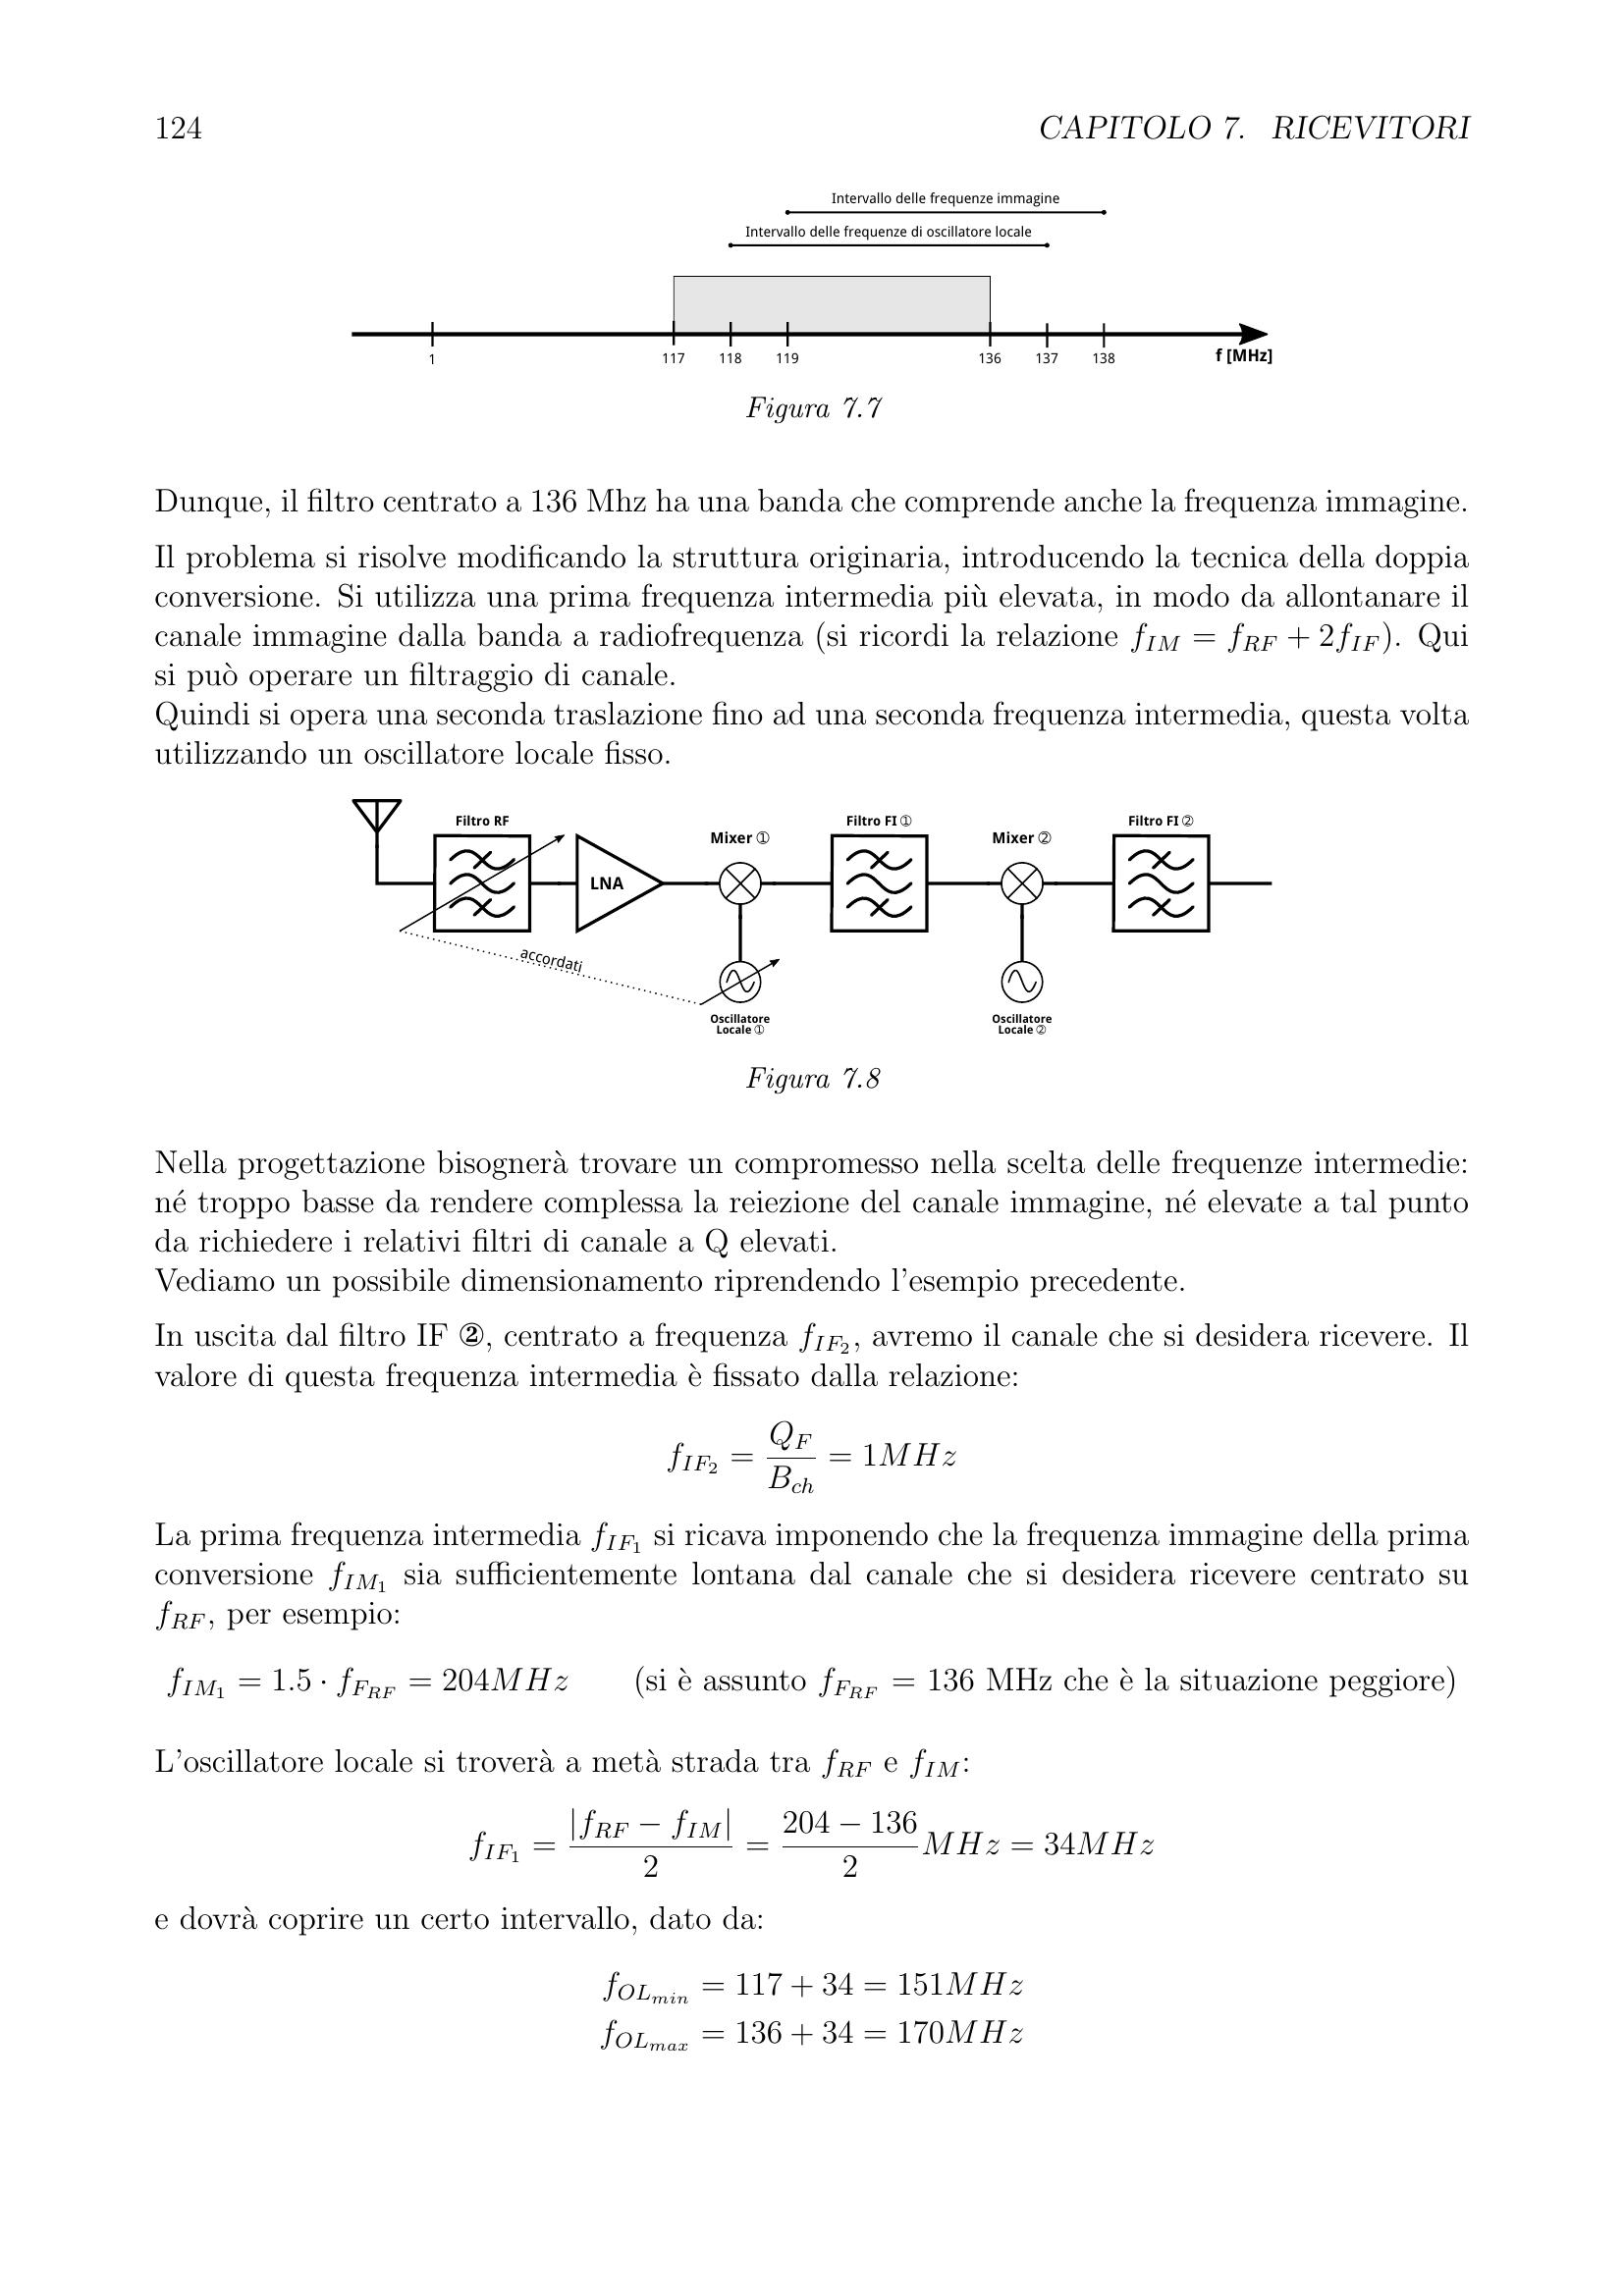 124 CAPITOLO 7. RICEVITORI
Intervallo delle frequenze immagine
Intervallo delle frequenze di oscillatore locale
1 117 118 119 136 137 138 f [MHz]
Figura 7.7
Dunque, il filtro centrato a 136 Mhz ha una banda che comprende anche la frequenza immagine.
Il problema si risolve modificando la struttura originaria, introducendo la tecnica della doppia
conversione. Si utilizza una prima frequenza intermedia più elevata, in modo da allontanare il
canale immagine dalla banda a radiofrequenza (si ricordi la relazione f_{IM} = f_{RF} + 2f_{IF}). Qui
si può operare un filtraggio di canale.
Quindi si opera una seconda traslazione fino ad una seconda frequenza intermedia, questa volta
utilizzando un oscillatore locale fisso.
Filtro RF
LNA
Mixer ①
Filtro FI ①
Mixer ②
Filtro FI ②
accordati
Oscillatore
Locale ①
Oscillatore
Locale ②
Figura 7.8
Nella progettazione bisognerà trovare un compromesso nella scelta delle frequenze intermedie:
né troppo basse da rendere complessa la reiezione del canale immagine, né elevate a tal punto
da richiedere i relativi filtri di canale a Q elevati.
Vediamo un possibile dimensionamento riprendendo l'esempio precedente.
In uscita dal filtro IF ②, centrato a frequenza f_{IF_2}, avremo il canale che si desidera ricevere. Il
valore di questa frequenza intermedia è fissato dalla relazione:
f_{IF_2} = \frac{Q_F}{B_{ch}} = 1MHz
La prima frequenza intermedia f_{IF_1} si ricava imponendo che la frequenza immagine della prima
conversione f_{IM_1} sia sufficientemente lontana dal canale che si desidera ricevere centrato su
f_{RF}, per esempio:
f_{IM_1} = 1.5 · f_{F_{RF}} = 204MHz (si è assunto f_{F_{RF}} = 136 MHz che è la situazione peggiore)
L'oscillatore locale si troverà a metà strada tra f_{RF} e f_{IM}:
f_{IF_1} = \frac{|f_{RF} − f_{IM}|}{2} = \frac{204 − 136}{2} MHz = 34MHz
e dovrà coprire un certo intervallo, dato da:
f_{OL_{min}} = 117 + 34 = 151MHz
f_{OL_{max}} = 136 + 34 = 170MHz